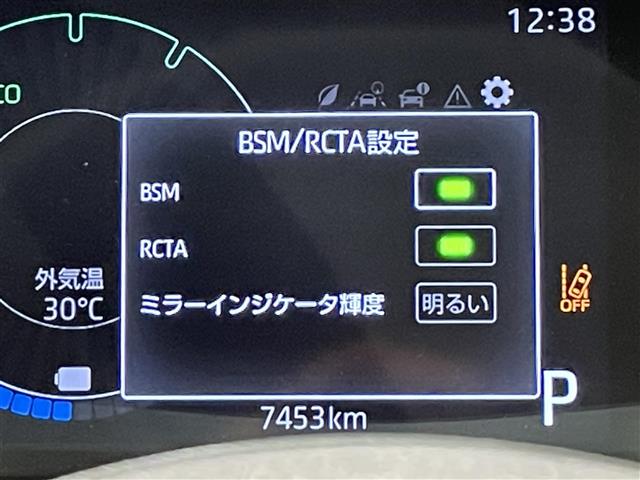 12:38
CO
BSM/RCTA設定
BSM
RCTA
外気温
30℃
ミラーインジケータ輝度
明るい
OFF
P
7453km